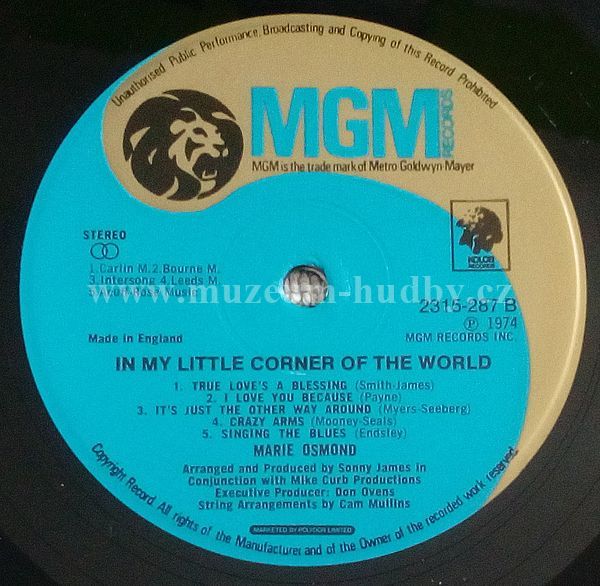 Unauthorised Public Performance, Broadcasting and Copying of this Record Prohibited
MGM
RECORDS
MGM is the trade mark of Metro Goldwyn-Mayer
STEREO
1.Carlin M.2.Bourne M.
3.Intersong 4.Leeds M.
5.Acuff-Rose Music
KOLOB
RECORDS
www.muzeum-hudby.cz
2315-287 B
Ⓟ 1974
Made in England
MGM RECORDS INC.
IN MY LITTLE CORNER OF THE WORLD
1. TRUE LOVE'S A BLESSING (Smith-James)
2. I LOVE YOU BECAUSE (Payne)
3. IT'S JUST THE OTHER WAY AROUND (Myers-Seeberg)
4. CRAZY ARMS (Mooney-Seals)
5. SINGING THE BLUES (Endsley)
MARIE OSMOND
Arranged and Produced by Sonny James in
Conjunction with Mike Curb Productions
Executive Producer: Don Ovens
String Arrangements by Cam Mullins
MARKETED BY POLYDOR LIMITED
Copyright Record. All rights of the Manufacturer and of the Owner of the recorded work reserved.